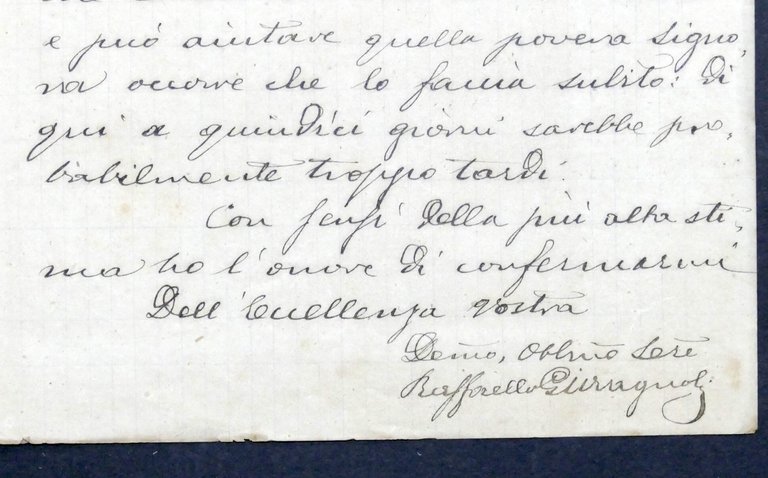 e può aiutare quella povera signo,
ra occorre che lo faccia subito: di
qui a quindici giorni sarebbe pro,
babilmente troppo tardi.
Con sensi della più alta sti,
ma ho l'onore di confermarmi
Dell'Eccellenza Vostra
Devmo, Obblmo
Raffaello